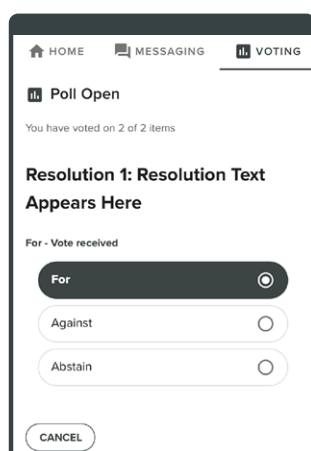 HOME MESSAGING VOTING
Poll Open
You have voted on 2 of 2 items
Resolution 1: Resolution Text
Appears Here
For - Vote received
For
Against
Abstain
CANCEL